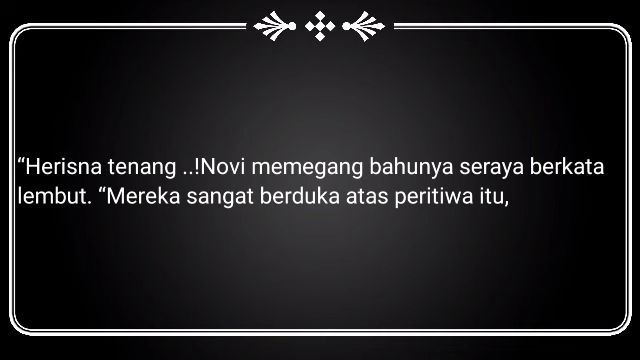 “Herisna tenang ..!Novi memegang bahunya seraya berkata
lembut. “Mereka sangat berduka atas peritiwa itu,